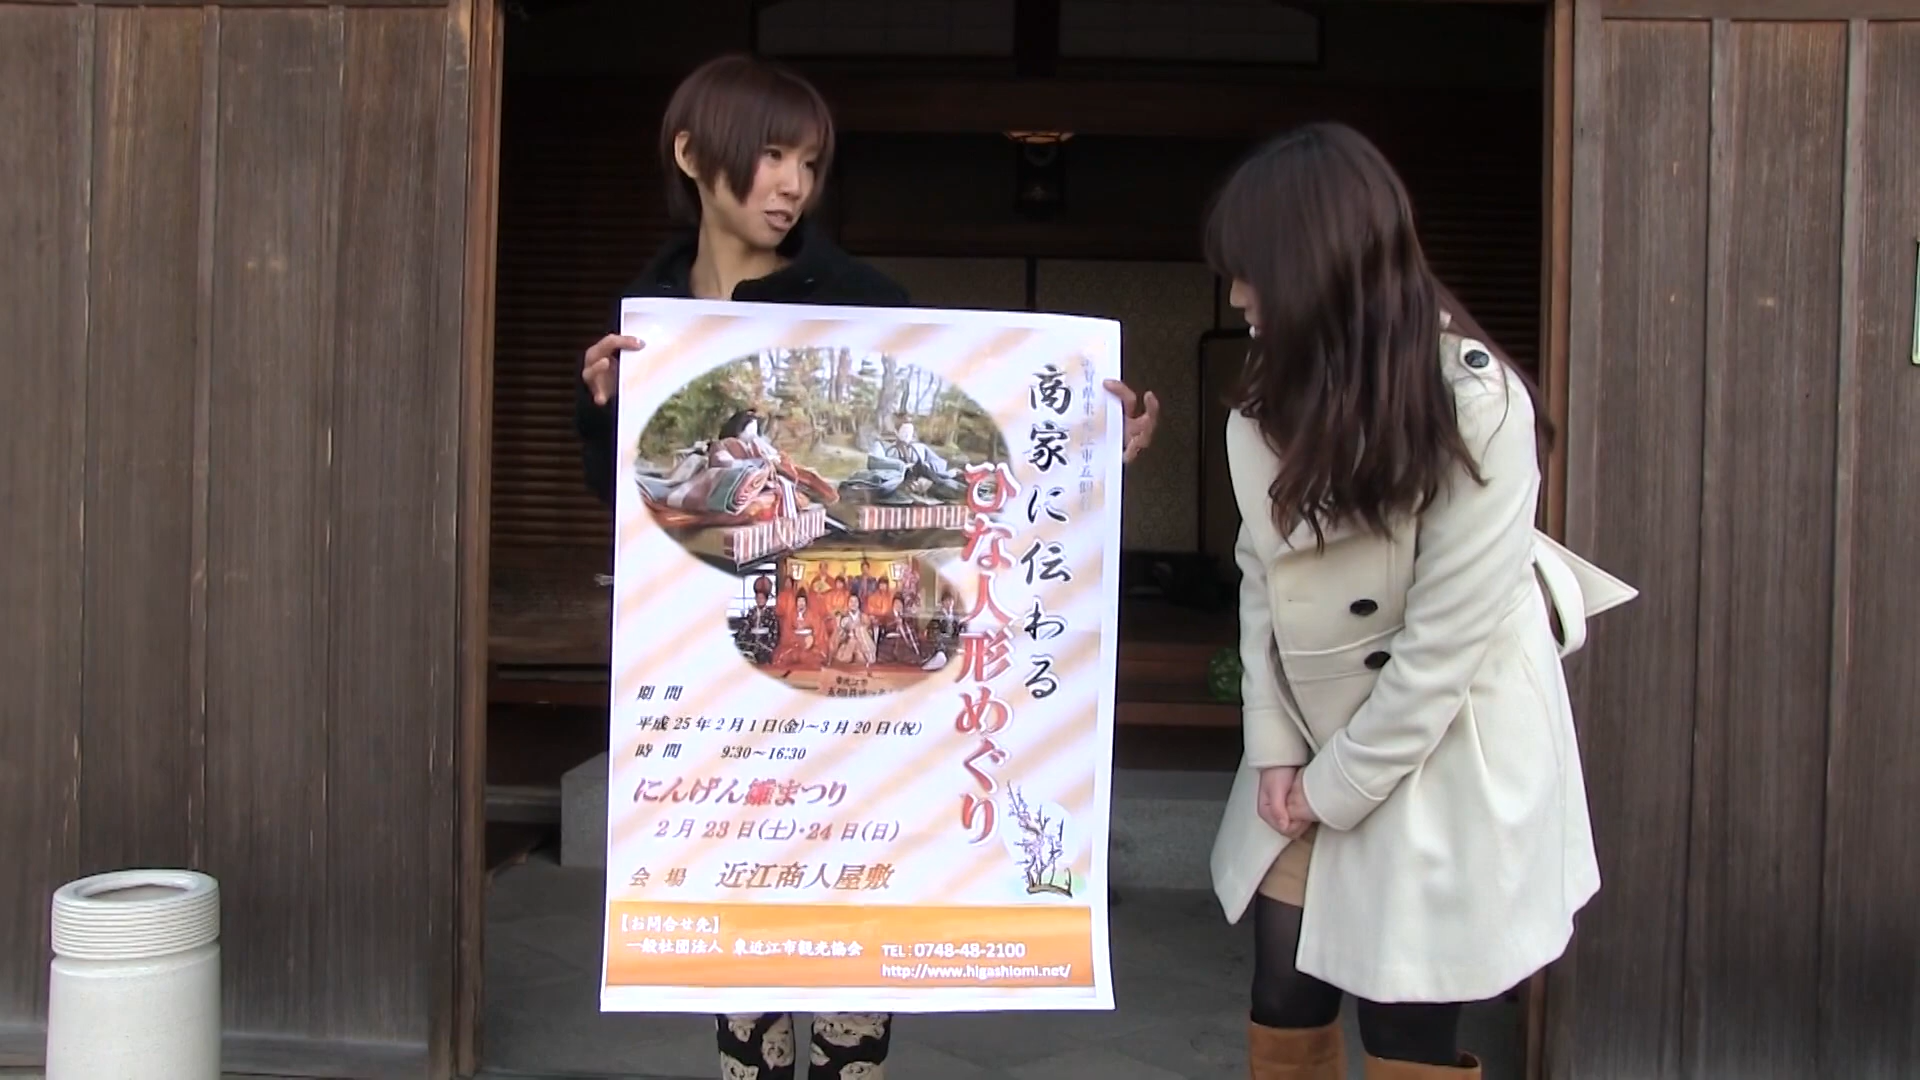 商家に伝わる
ひな人形めぐり
期間
平成25年2月1日(金)~3月20日(祝)
時間 9:30~16:30
にんげん雛まつり
2月23日(土)・24日(日)
会場 近江商人屋敷
【お問合せ先】
一般社団法人 東近江市観光協会 TEL:0748-48-2100
http://www.higashiomi.net/